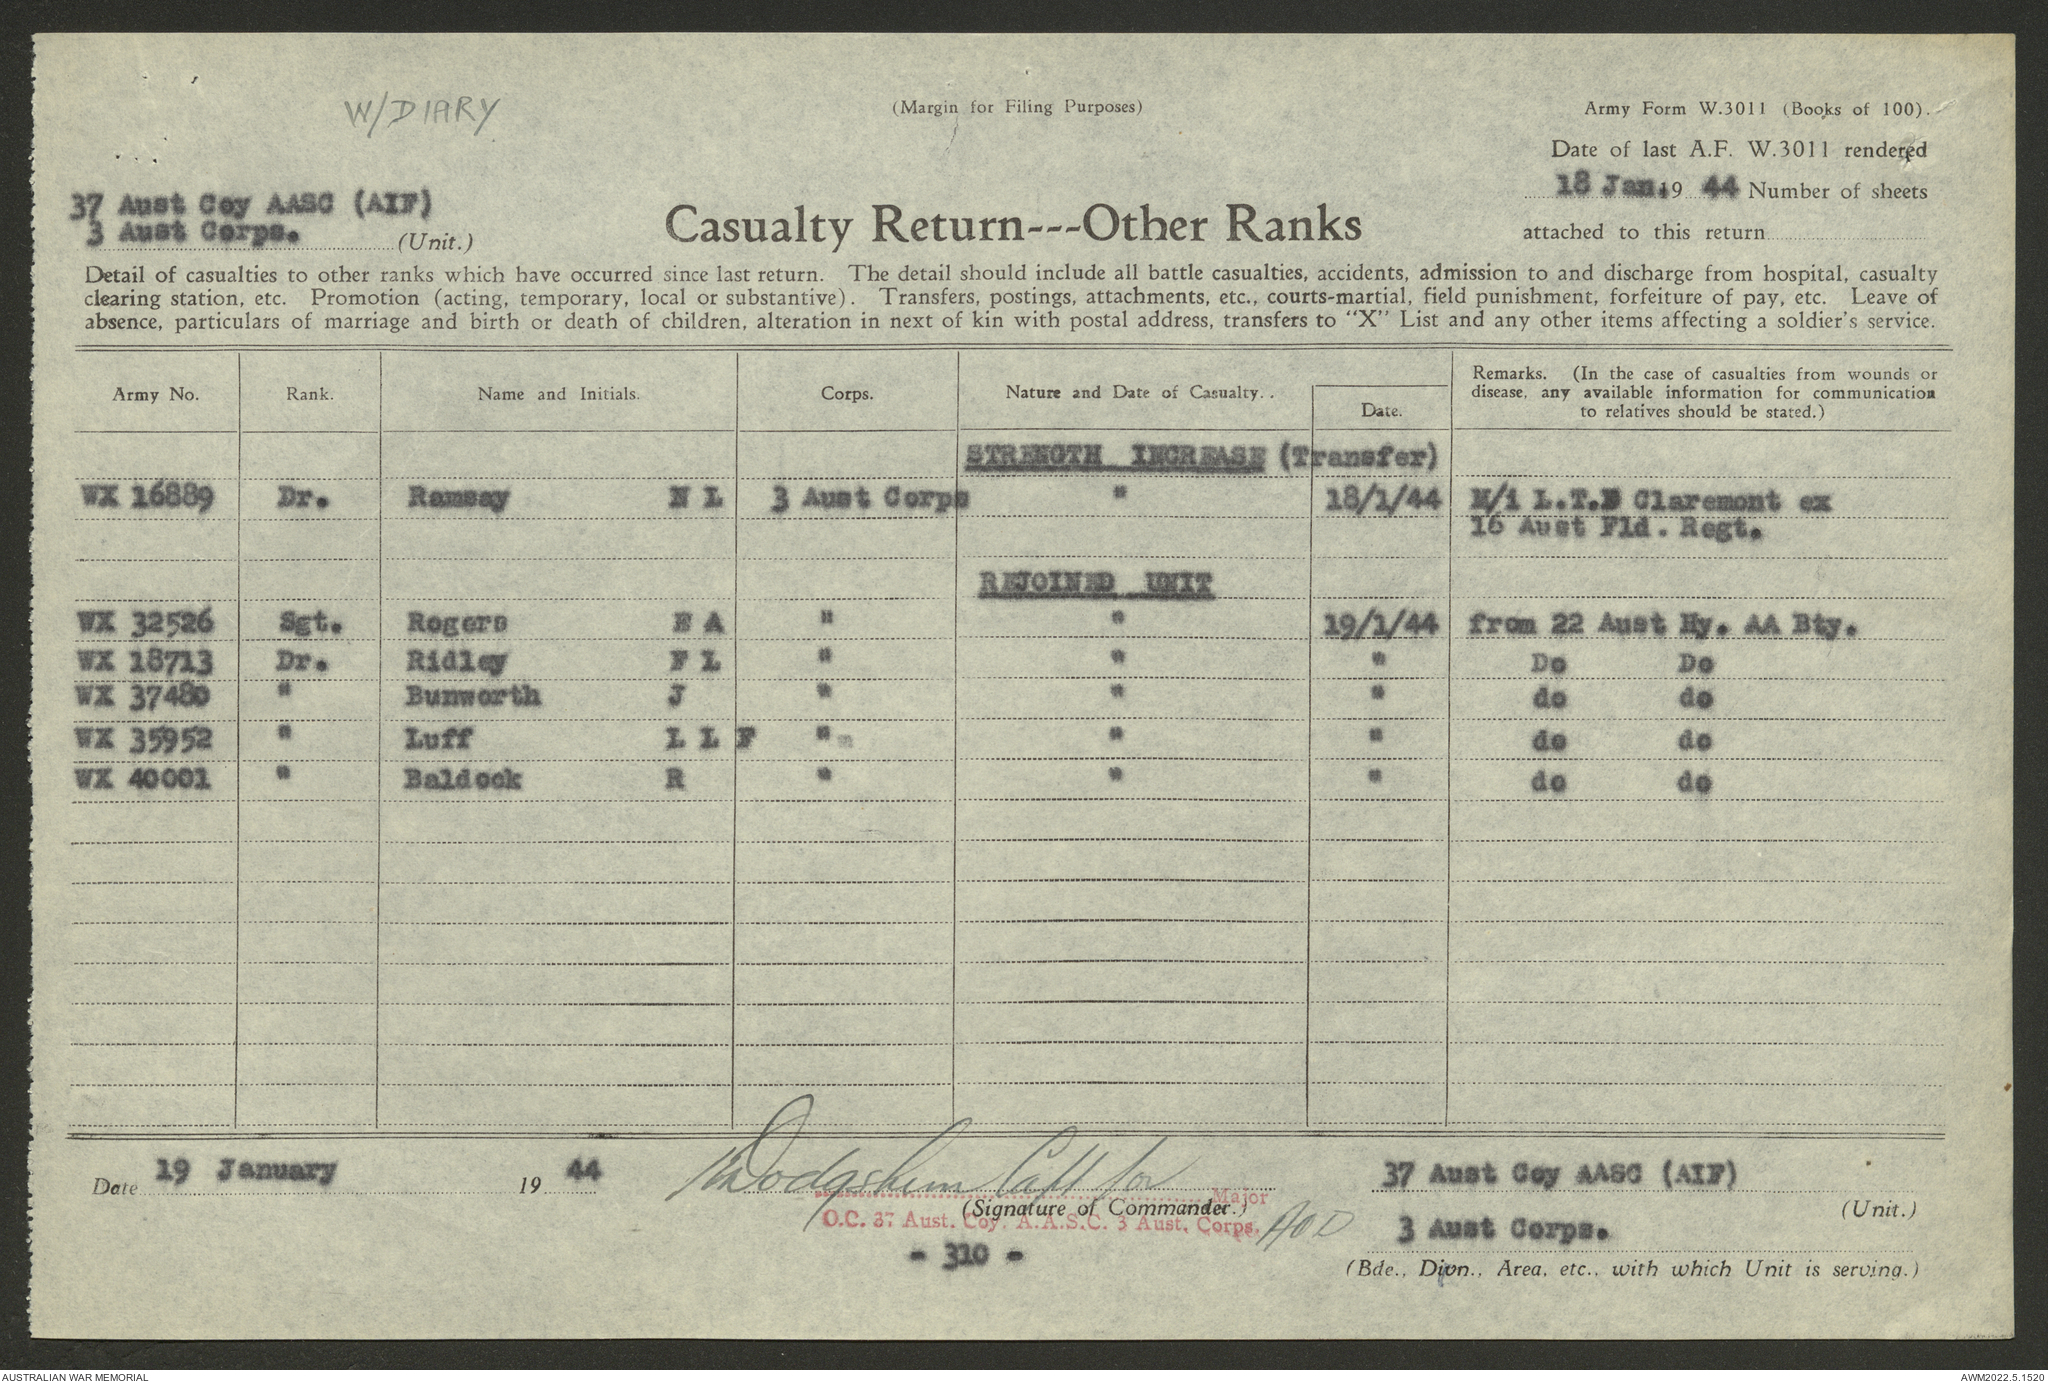 W/DIARY
(Margin for Filing Purposes)
Army Form W.3011 (Books of 100).
Date of last A.F. W.3011 rendered
18 Jan. 19 44 Number of sheets
attached to this return
37 Aust Coy AASC (AIF)
3 Aust Corps. (Unit.)
Casualty Return---Other Ranks
Detail of casualties to other ranks which have occurred since last return. The detail should include all battle casualties, accidents, admission to and discharge from hospital, casualty
clearing station, etc. Promotion (acting, temporary, local or substantive). Transfers, postings, attachments, etc., courts-martial, field punishment, forfeiture of pay, etc. Leave of
absence, particulars of marriage and birth or death of children, alteration in next of kin with postal address, transfers to "X" List and any other items affecting a soldier's service.
Army No. Rank. Name and Initials. Corps. Nature and Date of Casualty.. Date. Remarks. (In the case of casualties from wounds or
disease, any available information for communication
to relatives should be stated.)
STRENGTH INCREASE (Transfer)
WX 16889 Dr. Ramsay N L 3 Aust Corps " 18/1/44 M/i L.T.D Claremont ex
16 Aust Fld. Regt.
REJOINED UNIT
WX 32526 Sgt. Rogers E A " " 19/1/44 from 22 Aust Hy. AA Bty.
WX 18713 Dr. Ridley F L " " " Do Do
WX 37480 " Bunworth J " " " do do
WX 35952 " Luff L L F " " " do do
WX 40001 " Baldock R " " " do do
Date 19 January 19 44
Dodgshun Capt for
Major
(Signature of Commander.)
O.C. 37 Aust. Coy. A.A.S.C. 3 Aust. Corps.
- 310 -
37 Aust Coy AASC (AIF)
(Unit.)
3 Aust Corps.
(Bde., Divn., Area, etc., with which Unit is serving.)
AUSTRALIAN WAR MEMORIAL
AWM2022.5.1520